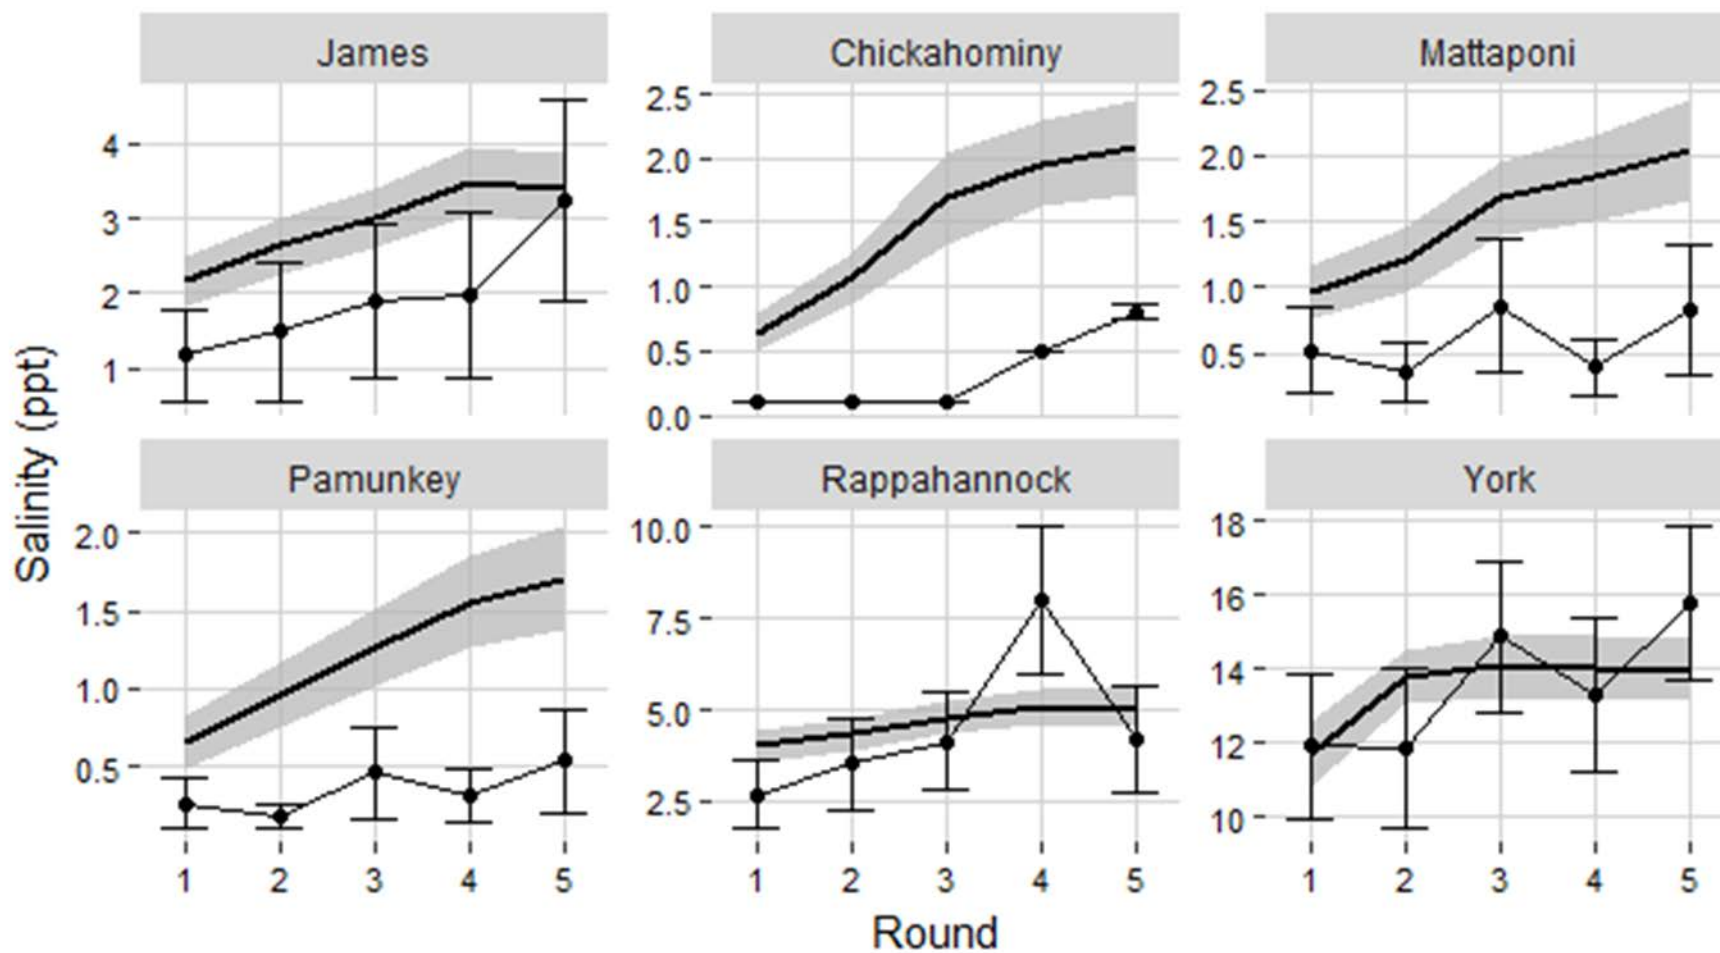 James Chickahominy Mattaponi
4 3 2 1
2.5 2.0 1.5 1.0 0.5 0.0
2.5 2.0 1.5 1.0 0.5
Salinity (ppt)
Pamunkey Rappahannock York
2.0 1.5 1.0 0.5
10.0 7.5 5.0 2.5
18 16 14 12 10
1 2 3 4 5 1 2 3 4 5 1 2 3 4 5
Round